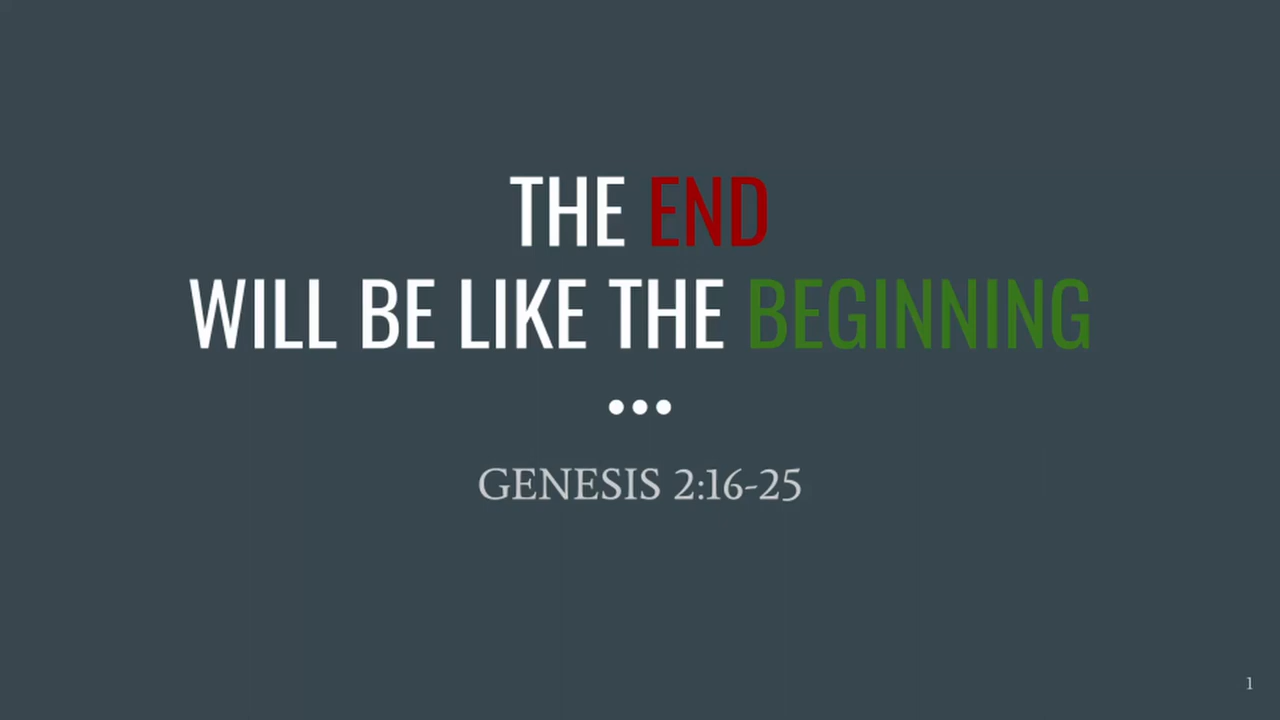 THE END
WILL BE LIKE THE BEGINNING
GENESIS 2:16-25
1